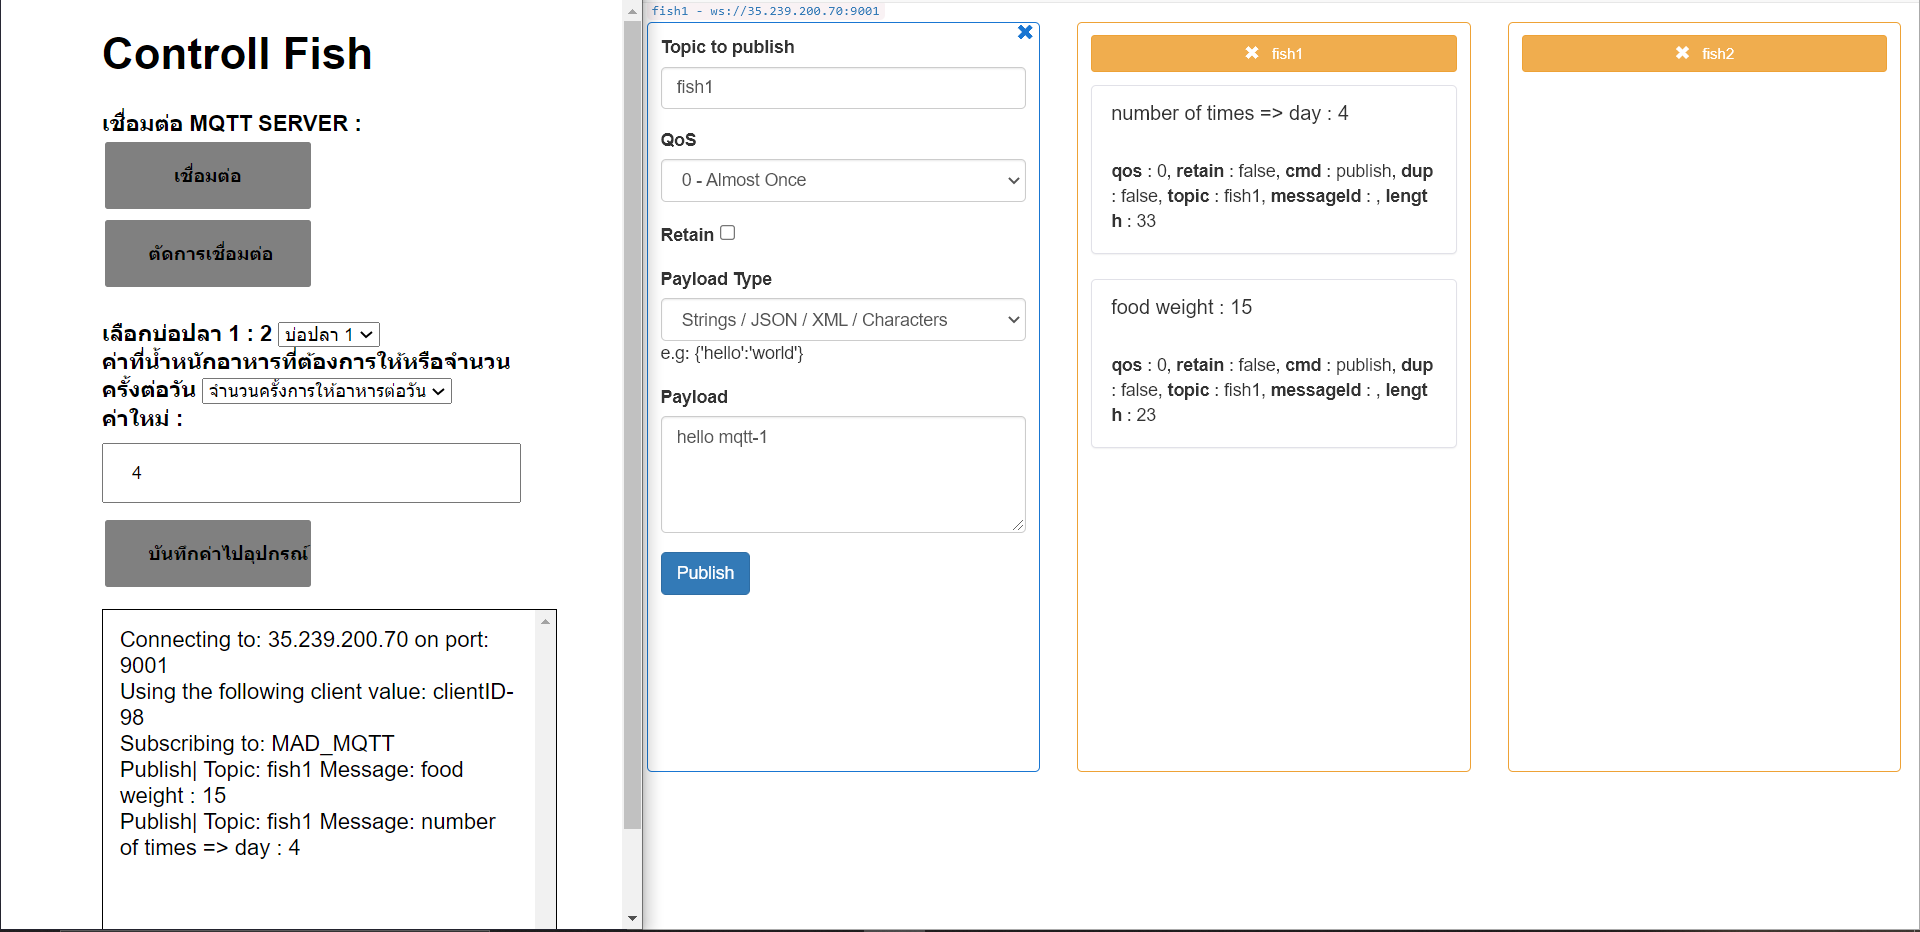 Controll Fish
เชื่อมต่อ MQTT SERVER :
เชื่อมต่อ
ตัดการเชื่อมต่อ
เลือกบ่อปลา 1 : 2 บ่อปลา 1
ค่าที่น้ำหนักอาหารที่ต้องการให้หรือจำนวน
ครั้งต่อวัน จำนวนครั้งการให้อาหารต่อวัน
ค่าใหม่ :
4
บันทึกค่าไปอุปกรณ์
Connecting to: 35.239.200.70 on port:
9001
Using the following client value: clientID-
98
Subscribing to: MAD_MQTT
Publish| Topic: fish1 Message: food
weight : 15
Publish| Topic: fish1 Message: number
of times => day : 4
fish1 - ws://35.239.200.70:9001
Topic to publish
fish1
QoS
0 - Almost Once
Retain
Payload Type
Strings / JSON / XML / Characters
e.g: {'hello':'world'}
Payload
hello mqtt-1
Publish
✖ fish1
number of times => day : 4
qos : 0, retain : false, cmd : publish, dup
: false, topic : fish1, messageId : , lengt
h : 33
food weight : 15
qos : 0, retain : false, cmd : publish, dup
: false, topic : fish1, messageId : , lengt
h : 23
✖ fish2